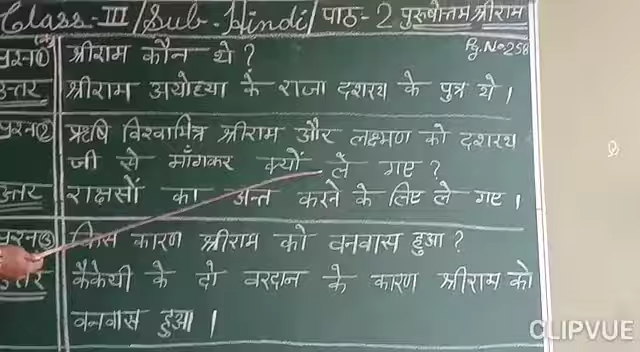 Class-III/Sub-Hindi/पाठ-2 पुरुषोत्तम श्रीराम
Pg.No258
प्रश्न① श्रीराम कौन थे ?
उत्तर श्रीराम अयोध्या के राजा दशरथ के पुत्र थे।
प्रश्न② ऋषि विश्वामित्र श्रीराम और लक्ष्मण को दशरथ
जी से माँगकर क्यों ले गए ?
उत्तर राक्षसों का अन्त करने के लिए ले गए।
प्रश्न③ किस कारण श्रीराम को वनवास हुआ ?
उत्तर कैकेयी के दो वरदान के कारण श्रीराम को
वनवास हुआ ।
CLIPVUE